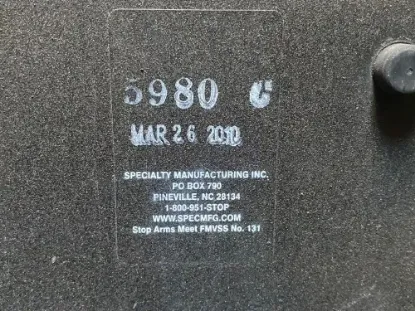 5980 G
MAR 26 2010
SPECIALTY MANUFACTURING INC.
PO BOX 790
PINEVILLE, NC 28134
1-800-951-STOP
WWW.SPECMFG.COM
Stop Arms Meet FMVSS No. 131